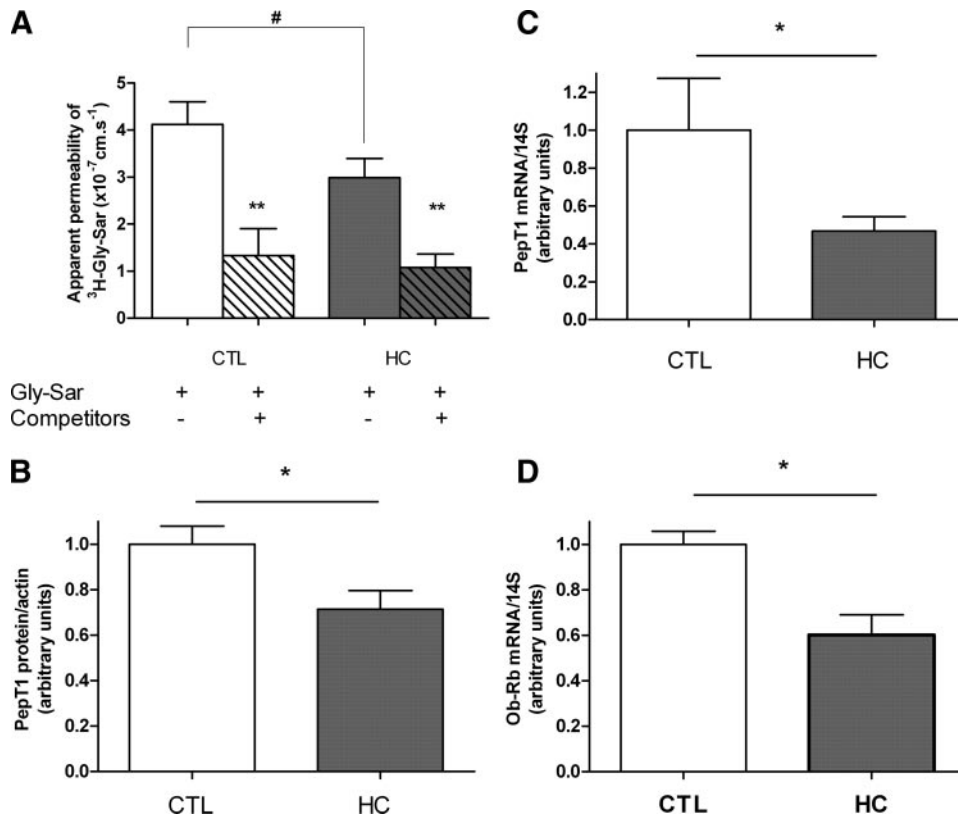 A
#
Apparent permeability of
³H-Gly-Sar (x10⁻⁷cm.s⁻¹)
5
4
3
2
1
0
**
**
CTL
HC
Gly-Sar + + + +
Competitors - + - +
B
*
PepT1 protein/actin
(arbitrary units)
1.0
0.8
0.6
0.4
0.2
0.0
CTL
HC
C
*
PepT1 mRNA/14S
(arbitrary units)
1.2
1.0
0.8
0.6
0.4
0.2
0.0
CTL
HC
D
*
Ob-Rb mRNA/14S
(arbitrary units)
1.0
0.8
0.6
0.4
0.2
0.0
CTL
HC